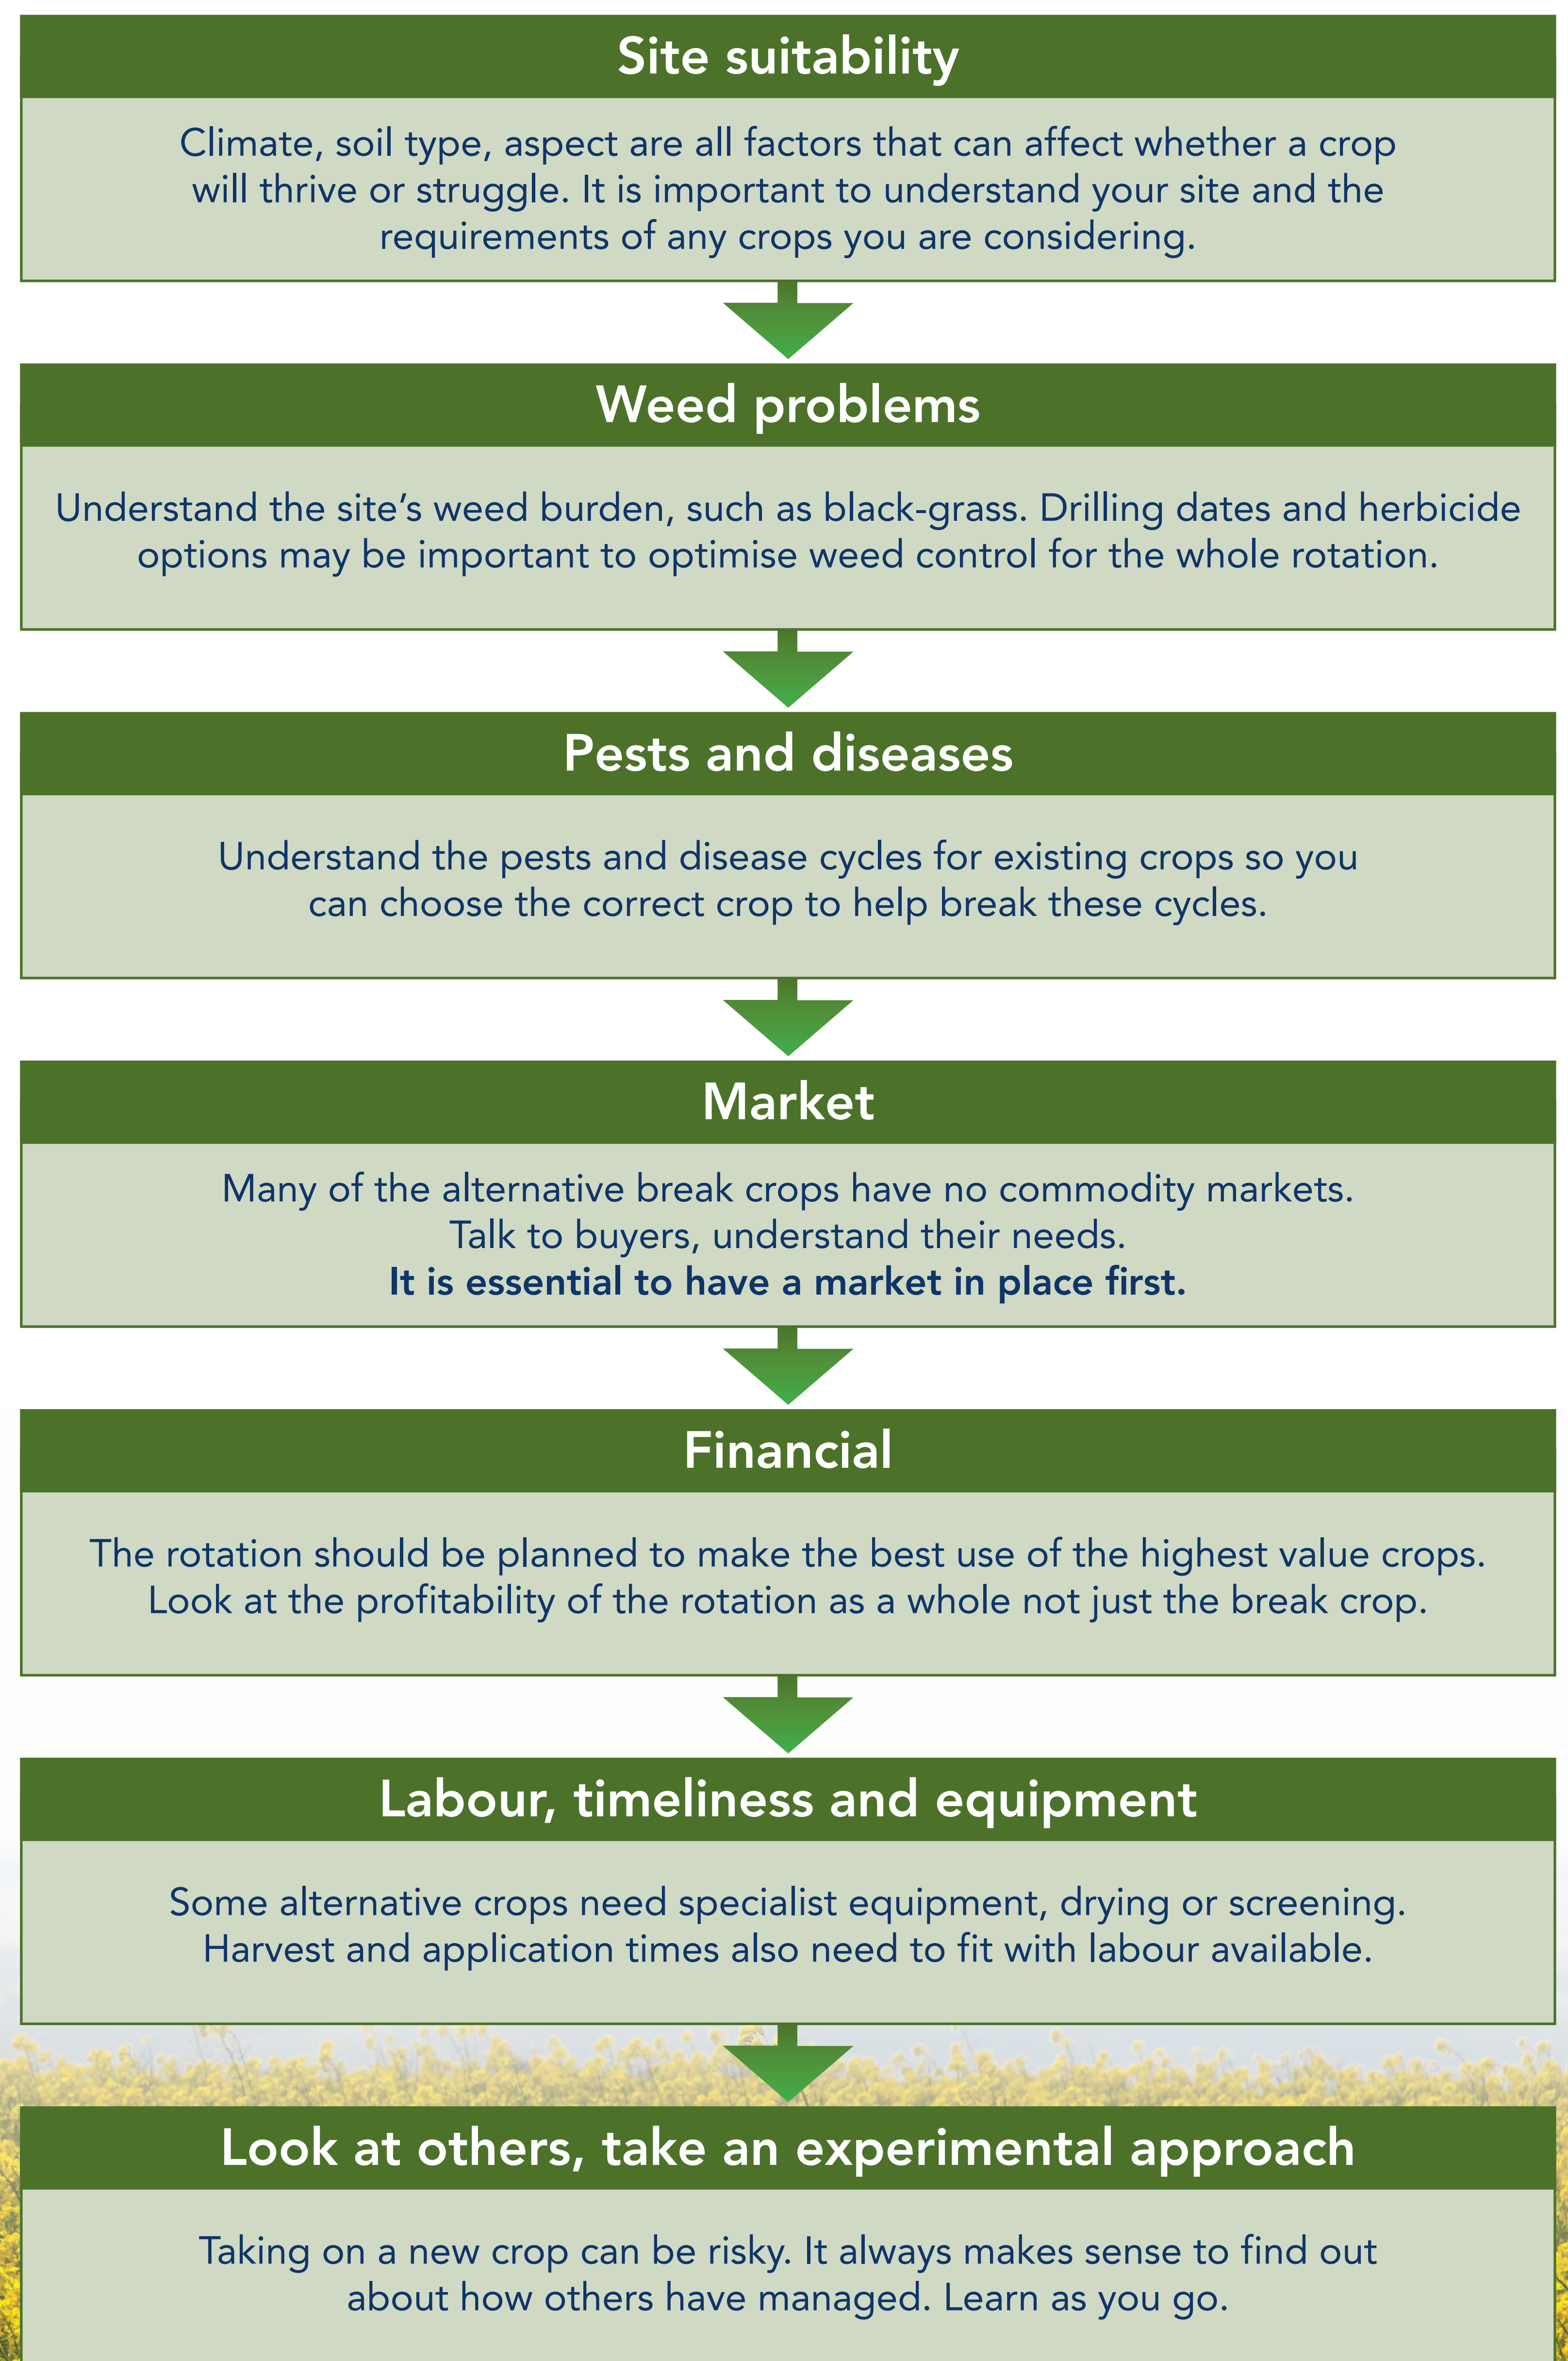 Site suitability
Climate, soil type, aspect are all factors that can affect whether a crop
will thrive or struggle. It is important to understand your site and the
requirements of any crops you are considering.
Weed problems
Understand the site’s weed burden, such as black-grass. Drilling dates and herbicide
options may be important to optimise weed control for the whole rotation.
Pests and diseases
Understand the pests and disease cycles for existing crops so you
can choose the correct crop to help break these cycles.
Market
Many of the alternative break crops have no commodity markets.
Talk to buyers, understand their needs.
It is essential to have a market in place first.
Financial
The rotation should be planned to make the best use of the highest value crops.
Look at the profitability of the rotation as a whole not just the break crop.
Labour, timeliness and equipment
Some alternative crops need specialist equipment, drying or screening.
Harvest and application times also need to fit with labour available.
Look at others, take an experimental approach
Taking on a new crop can be risky. It always makes sense to find out
about how others have managed. Learn as you go.